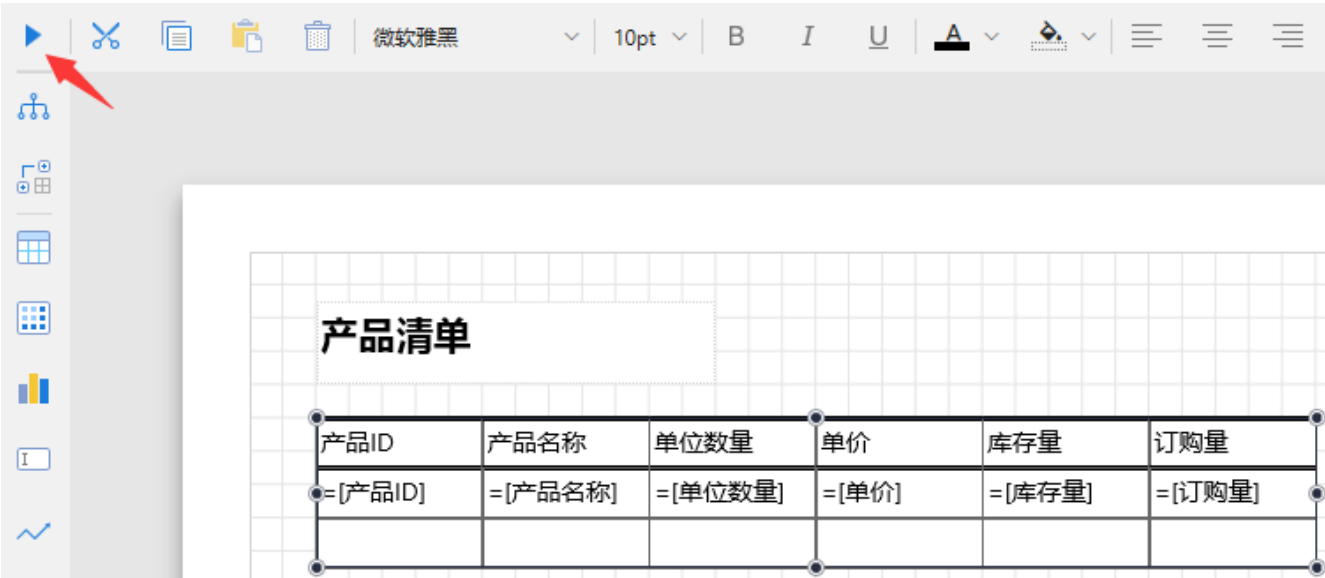 微软雅黑 10pt B I U A
产品清单
产品ID 产品名称 单位数量 单价 库存量 订购量
=[产品ID] =[产品名称] =[单位数量] =[单价] =[库存量] =[订购量]